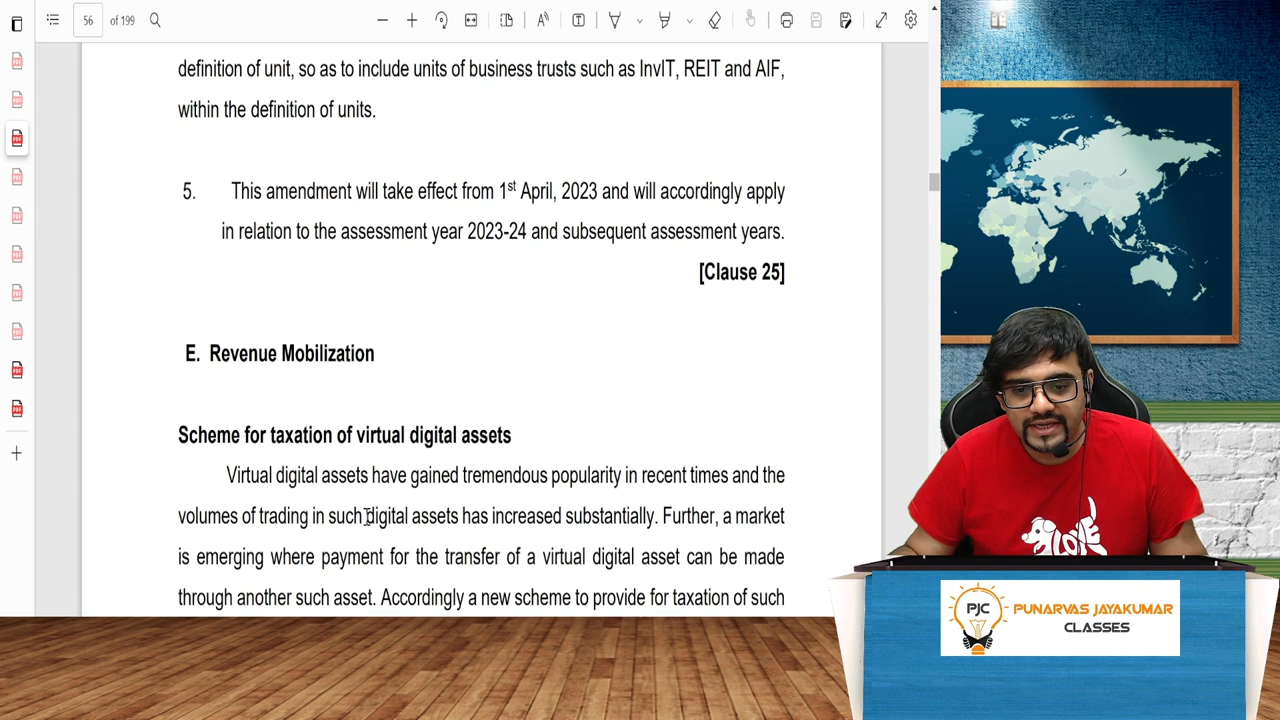 56 of 199
definition of unit, so as to include units of business trusts such as InvIT, REIT and AIF,
within the definition of units.
5. This amendment will take effect from 1st April, 2023 and will accordingly apply
in relation to the assessment year 2023-24 and subsequent assessment years.
[Clause 25]
E. Revenue Mobilization
Scheme for taxation of virtual digital assets
Virtual digital assets have gained tremendous popularity in recent times and the
volumes of trading in such digital assets has increased substantially. Further, a market
is emerging where payment for the transfer of a virtual digital asset can be made
through another such asset. Accordingly a new scheme to provide for taxation of such
LOVE
PJC
PUNARVAS JAYAKUMAR
CLASSES